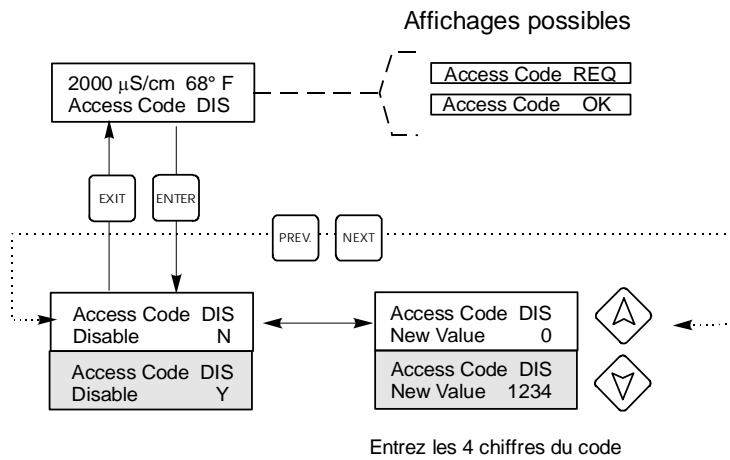 Affichages possibles
2000 µS/cm 68° F
Access Code DIS
Access Code REQ
Access Code OK
EXIT
ENTER
PREV.
NEXT
Access Code DIS
Disable N
Access Code DIS
Disable Y
Access Code DIS
New Value 0
Access Code DIS
New Value 1234
Entrez les 4 chiffres du code